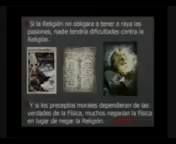 Si la Religión no obligara a tener a raya las
pasiones, nadie tendría dificultades contra la
Religión.
Y si los preceptos morales dependieran de las
verdades de la Física, muchos negarían la Física
en lugar de negar la Religión.